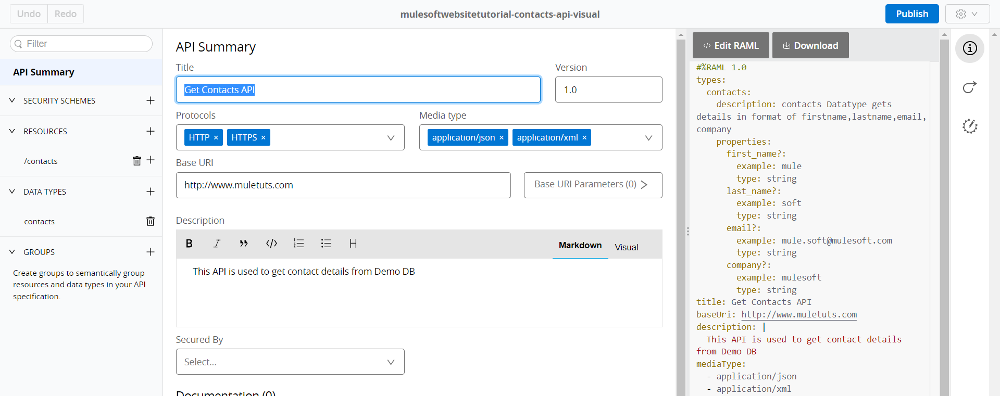 Undo Redo
mulesoftwebsitetutorial-contacts-api-visual
Publish
Filter
API Summary
SECURITY SCHEMES
RESOURCES
/contacts
DATA TYPES
contacts
GROUPS
Create groups to semantically group
resources and data types in your API
specification.
API Summary
Title Version
Get Contacts API 1.0
Protocols Media type
HTTP × HTTPS × application/json × application/xml ×
Base URI
http://www.muletuts.com Base URI Parameters (0)
Description
B I </> H Markdown Visual
This API is used to get contact details from Demo DB
Secured By
Select...
Documentation (0)
Edit RAML Download
#%RAML 1.0
types:
contacts:
description: contacts Datatype gets
details in format of firstname,lastname,email,
company
properties:
first_name?:
example: mule
type: string
last_name?:
example: soft
type: string
email?:
example: mule.soft@mulesoft.com
type: string
company?:
example: mulesoft
type: string
title: Get Contacts API
baseUri: http://www.muletuts.com
description: |
This API is used to get contact details
from Demo DB
mediaType:
- application/json
- application/xml